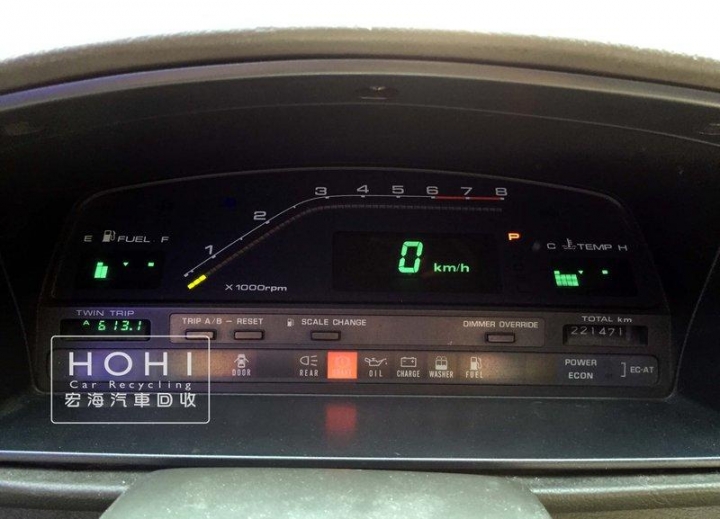 1 2 3 4 5 6 7 8
E FUEL F
X1000rpm
0 km/h
P
C TEMP H
TWIN TRIP
A 613.1
TRIP A/B - RESET
SCALE CHANGE
DIMMER OVERRIDE
TOTAL km
221471
DOOR
REAR
OIL
CHARGE
WASHER
FUEL
POWER
ECON
EC-AT
HOHI
Car Recycling
宏海汽車回收